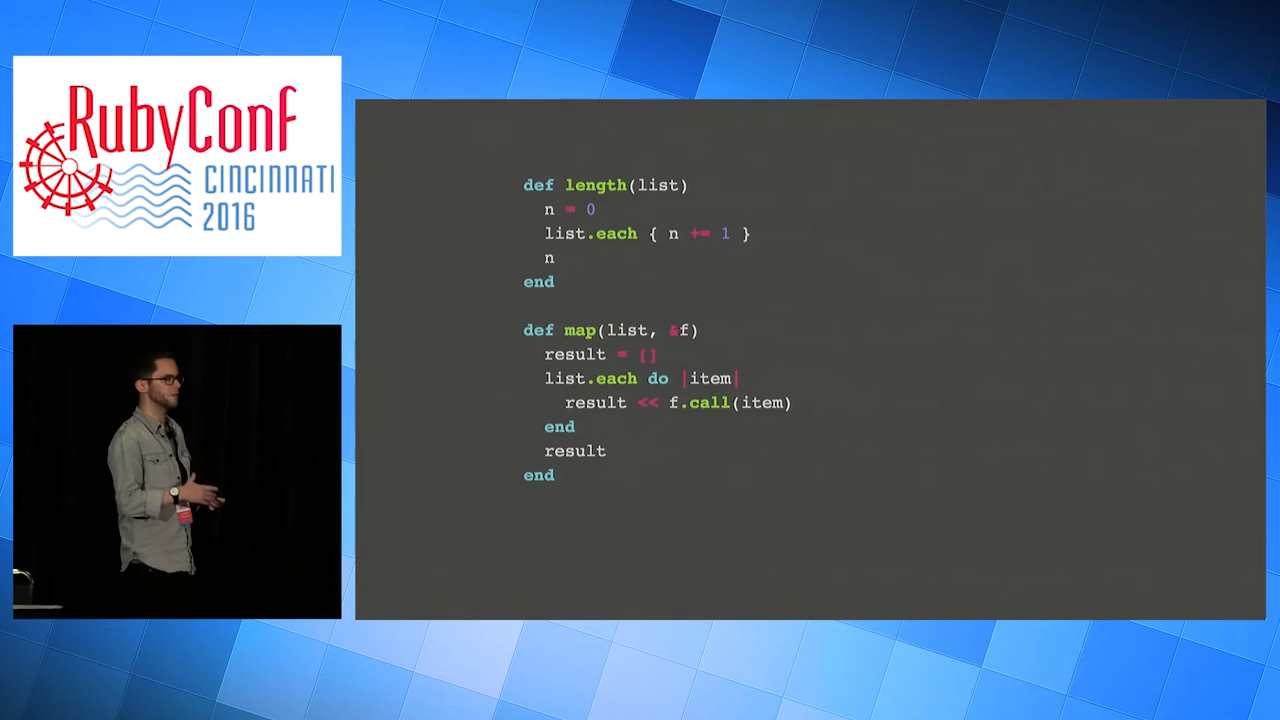 RubyConf
CINCINNATI
2016
def length(list)
  n = 0
  list.each { n += 1 }
  n
end
def map(list, &f)
  result = []
  list.each do |item|
    result << f.call(item)
  end
  result
end